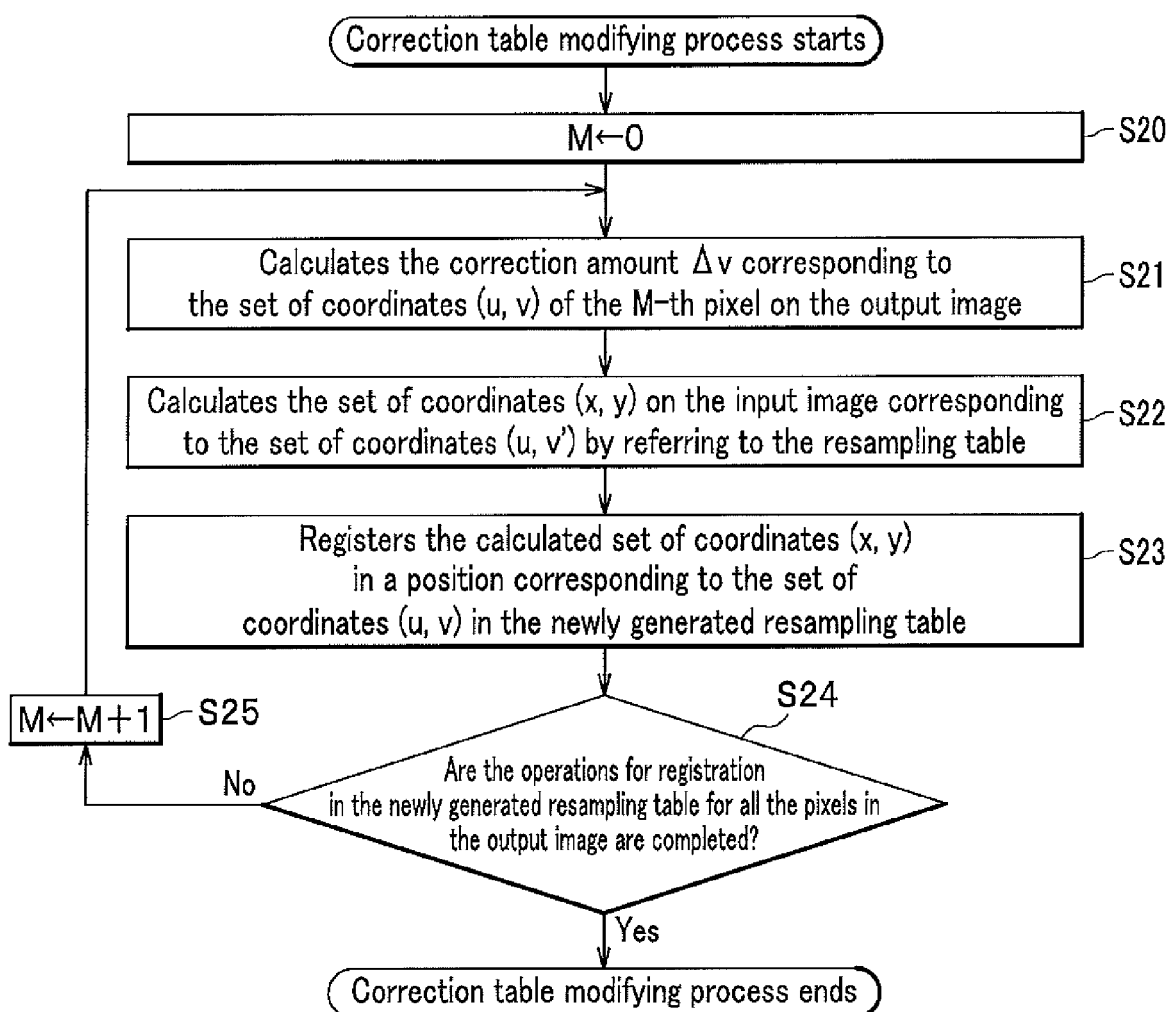 Correction table modifying process starts
M←0
S20
Calculates the correction amount Δv corresponding to
the set of coordinates (u, v) of the M-th pixel on the output image
S21
Calculates the set of coordinates (x, y) on the input image corresponding
to the set of coordinates (u, v') by referring to the resampling table
S22
Registers the calculated set of coordinates (x, y)
in a position corresponding to the set of
coordinates (u, v) in the newly generated resampling table
S23
M←M+1
S25
S24
Are the operations for registration
in the newly generated resampling table for all the pixels in
the output image are completed?
No
Yes
Correction table modifying process ends